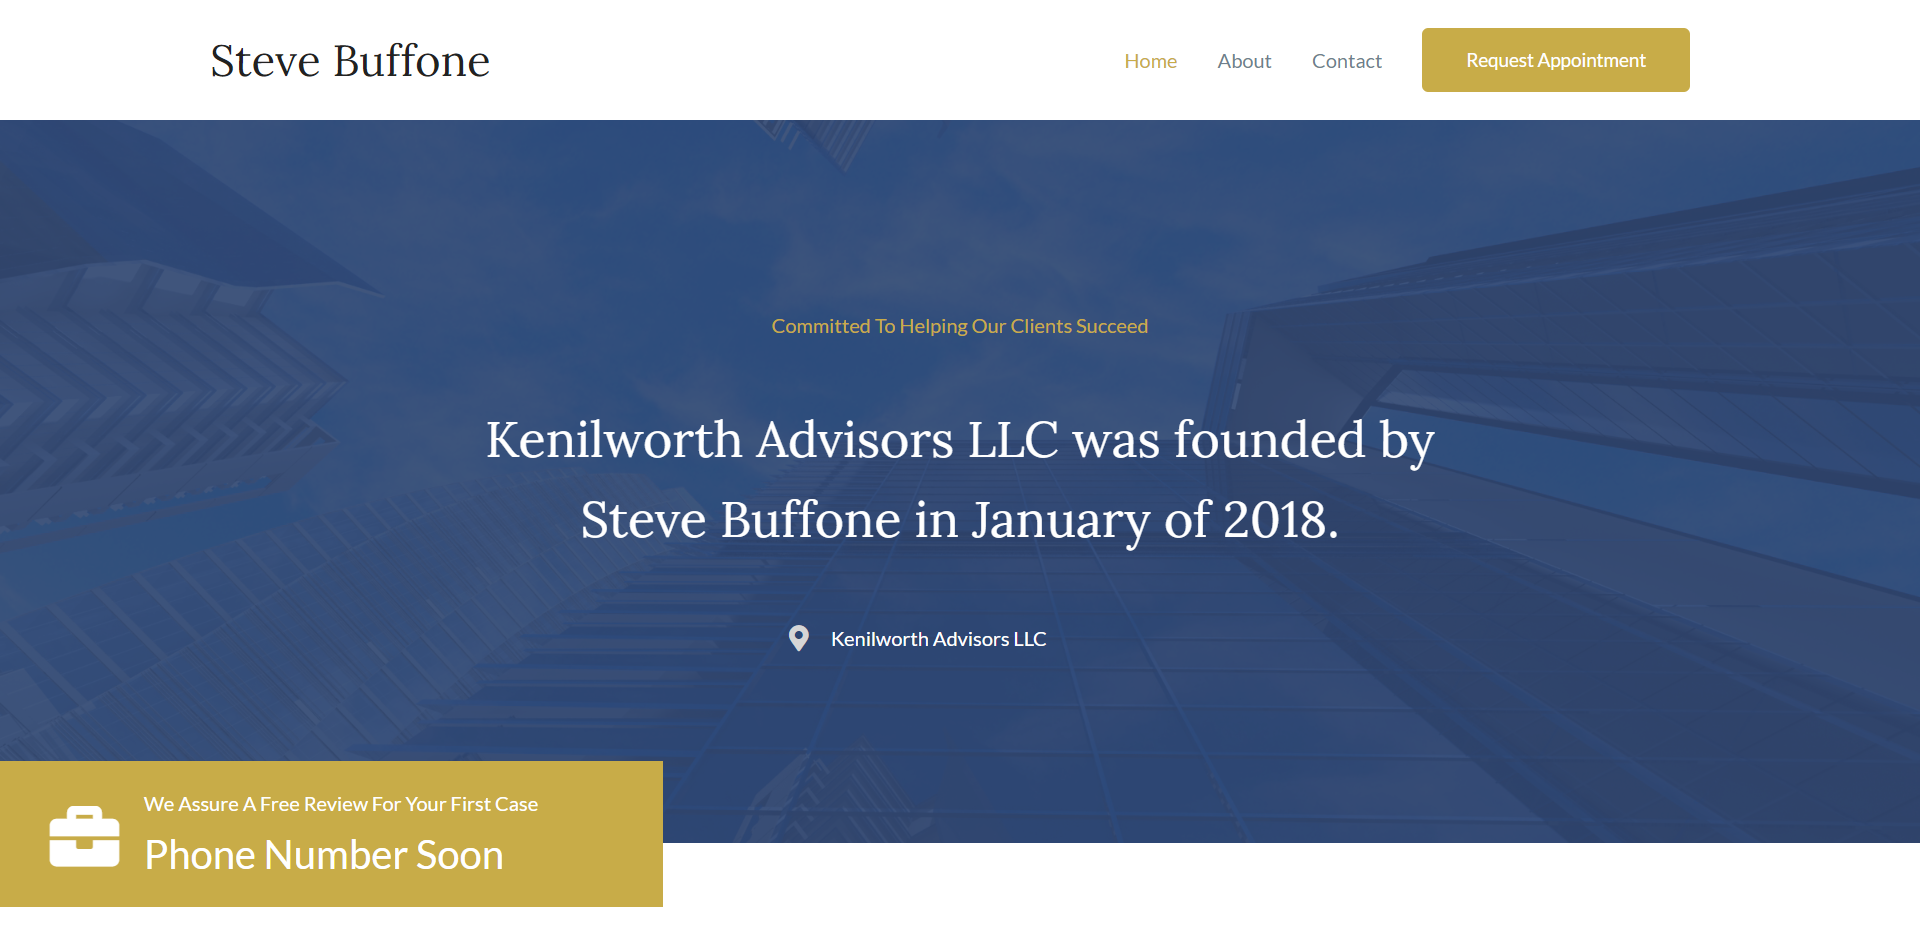 Steve Buffone
Home
About
Contact
Request Appointment
Committed To Helping Our Clients Succeed
Kenilworth Advisors LLC was founded by
Steve Buffone in January of 2018.
Kenilworth Advisors LLC
We Assure A Free Review For Your First Case
Phone Number Soon